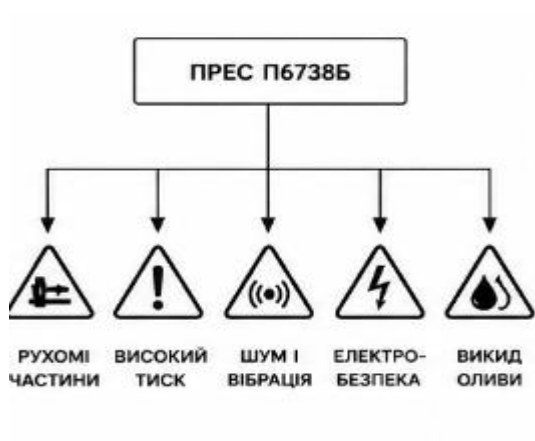 ПРЕС П6738Б
РУХОМІ
ЧАСТИНИ
ВИСОКИЙ
ТИСК
ШУМ І
ВІБРАЦІЯ
ЕЛЕКТРО-
БЕЗПЕКА
ВИКИД
ОЛИВИ